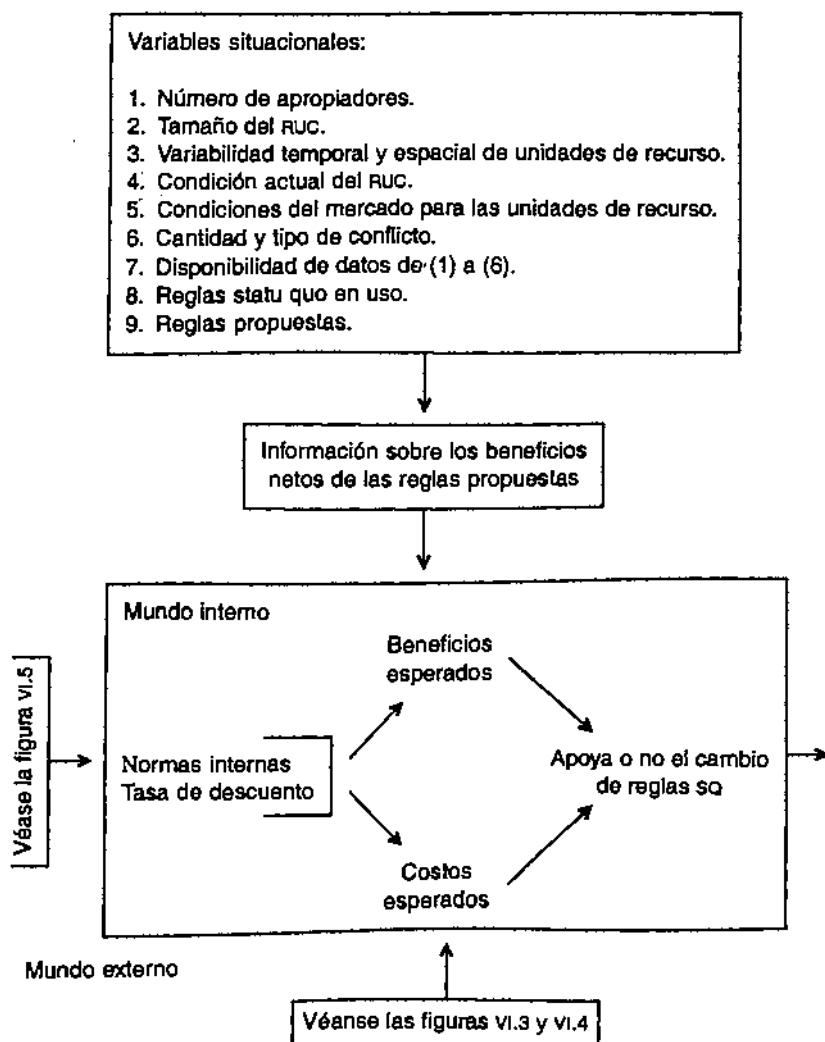 Variables situacionales:
1. Número de apropiadores.
2. Tamaño del RUC.
3. Variabilidad temporal y espacial de unidades de recurso.
4. Condición actual del RUC.
5. Condiciones del mercado para las unidades de recurso.
6. Cantidad y tipo de conflicto.
7. Disponibilidad de datos de (1) a (6).
8. Reglas statu quo en uso.
9. Reglas propuestas.
Información sobre los beneficios
netos de las reglas propuestas
Mundo interno
Beneficios
esperados
Véase la figura VI.5
Normas internas
Tasa de descuento
Apoya o no el cambio
de reglas SQ
Costos
esperados
Mundo externo
Véanse las figuras VI.3 y VI.4